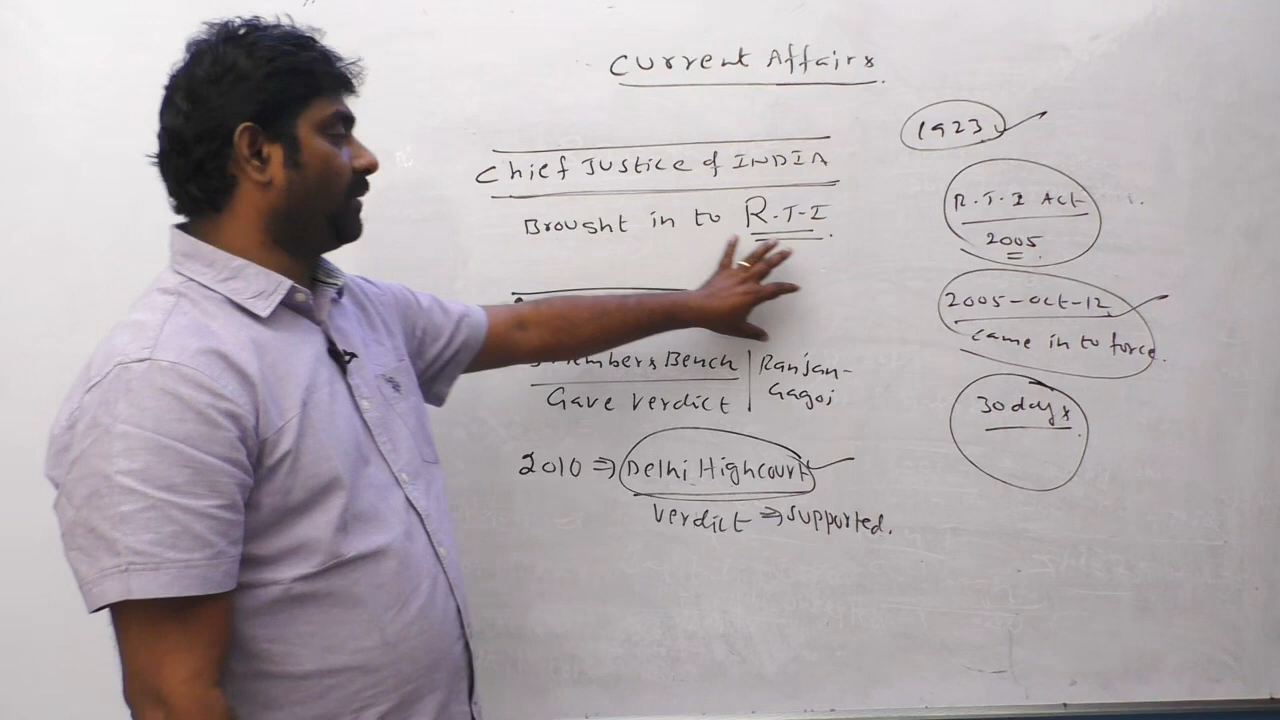 Current Affairs
Chief Justice of INDIA
Brought in to R.T.I.
Members Bench
Gave verdict
Ranjan-
Gagoi
2010 ⇒ Delhi Highcourt
Verdict ⇒ supported.
1923
R.T.I Act
2005
2005-Oct-12
came in to force.
30 days.